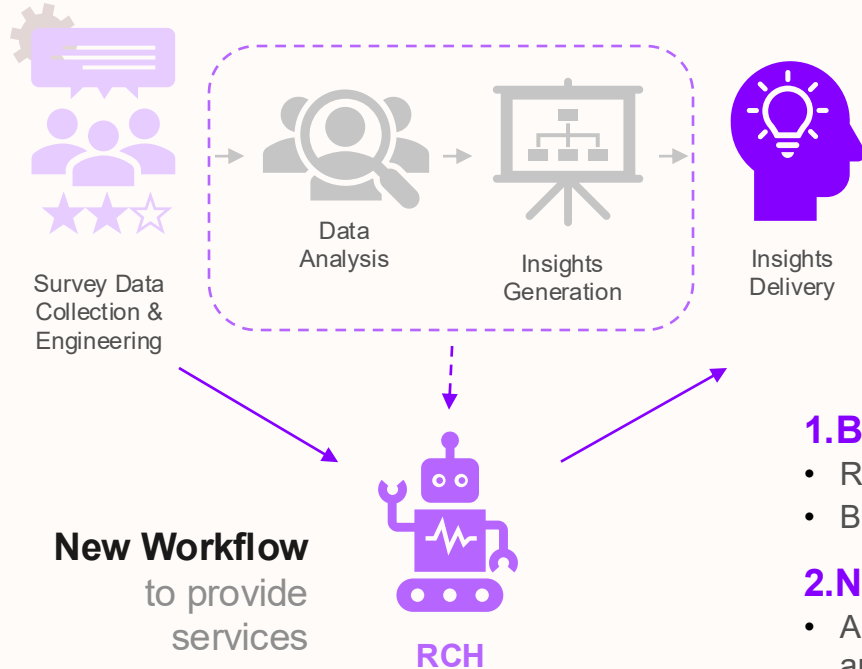 Data
Analysis
Insights
Generation
Insights
Delivery
Survey Data
Collection &
Engineering
New Workflow
to provide
services
RCH
1.B
• R
• B
2.N
• A